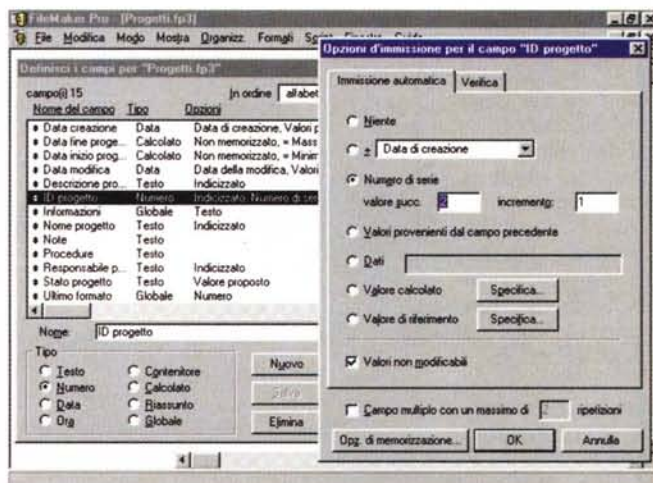 FileMaker Pro - [Progetti.fp3]
File Modifica Modo Mostra Organizz. Formati Script Finestra Guida
Definisci i campi per "Progetti.fp3"
campo(i) 15 In ordine alfabet
Nome del campo Tipo Opzioni
Data creazione Data Data di creazione, Valori p
Data fine proge... Calcolato Non memorizzato, = Mass
Data inizio prog... Calcolato Non memorizzato, = Minim
Data modifica Data Data della modifica, Valori
Descrizione pro... Testo Indicizzato
ID progetto Numero Indicizzato, Numero di ser
Informazioni Globale Testo
Nome progetto Testo Indicizzato
Note Testo
Procedure Testo
Responsabile p... Testo Indicizzato
Stato progetto Testo Valore proposto
Ultimo formato Globale Numero
Nome: ID progetto
Tipo
Testo Contenitore
Numero Calcolato
Data Riassunto
Ora Globale
Nuovo
Salva
Elimina
Opzioni d'immissione per il campo "ID progetto"
Immissione automatica Verifica
Niente
± Data di creazione
Numero di serie
valore succ. 2 incremento: 1
Valori provenienti dal campo precedente
Dati
Valore calcolato Specifica...
Valore di riferimento Specifica...
Valori non modificabili
Campo multiplo con un massimo di 2 ripetizioni
Opz. di memorizzazione... OK Annulla